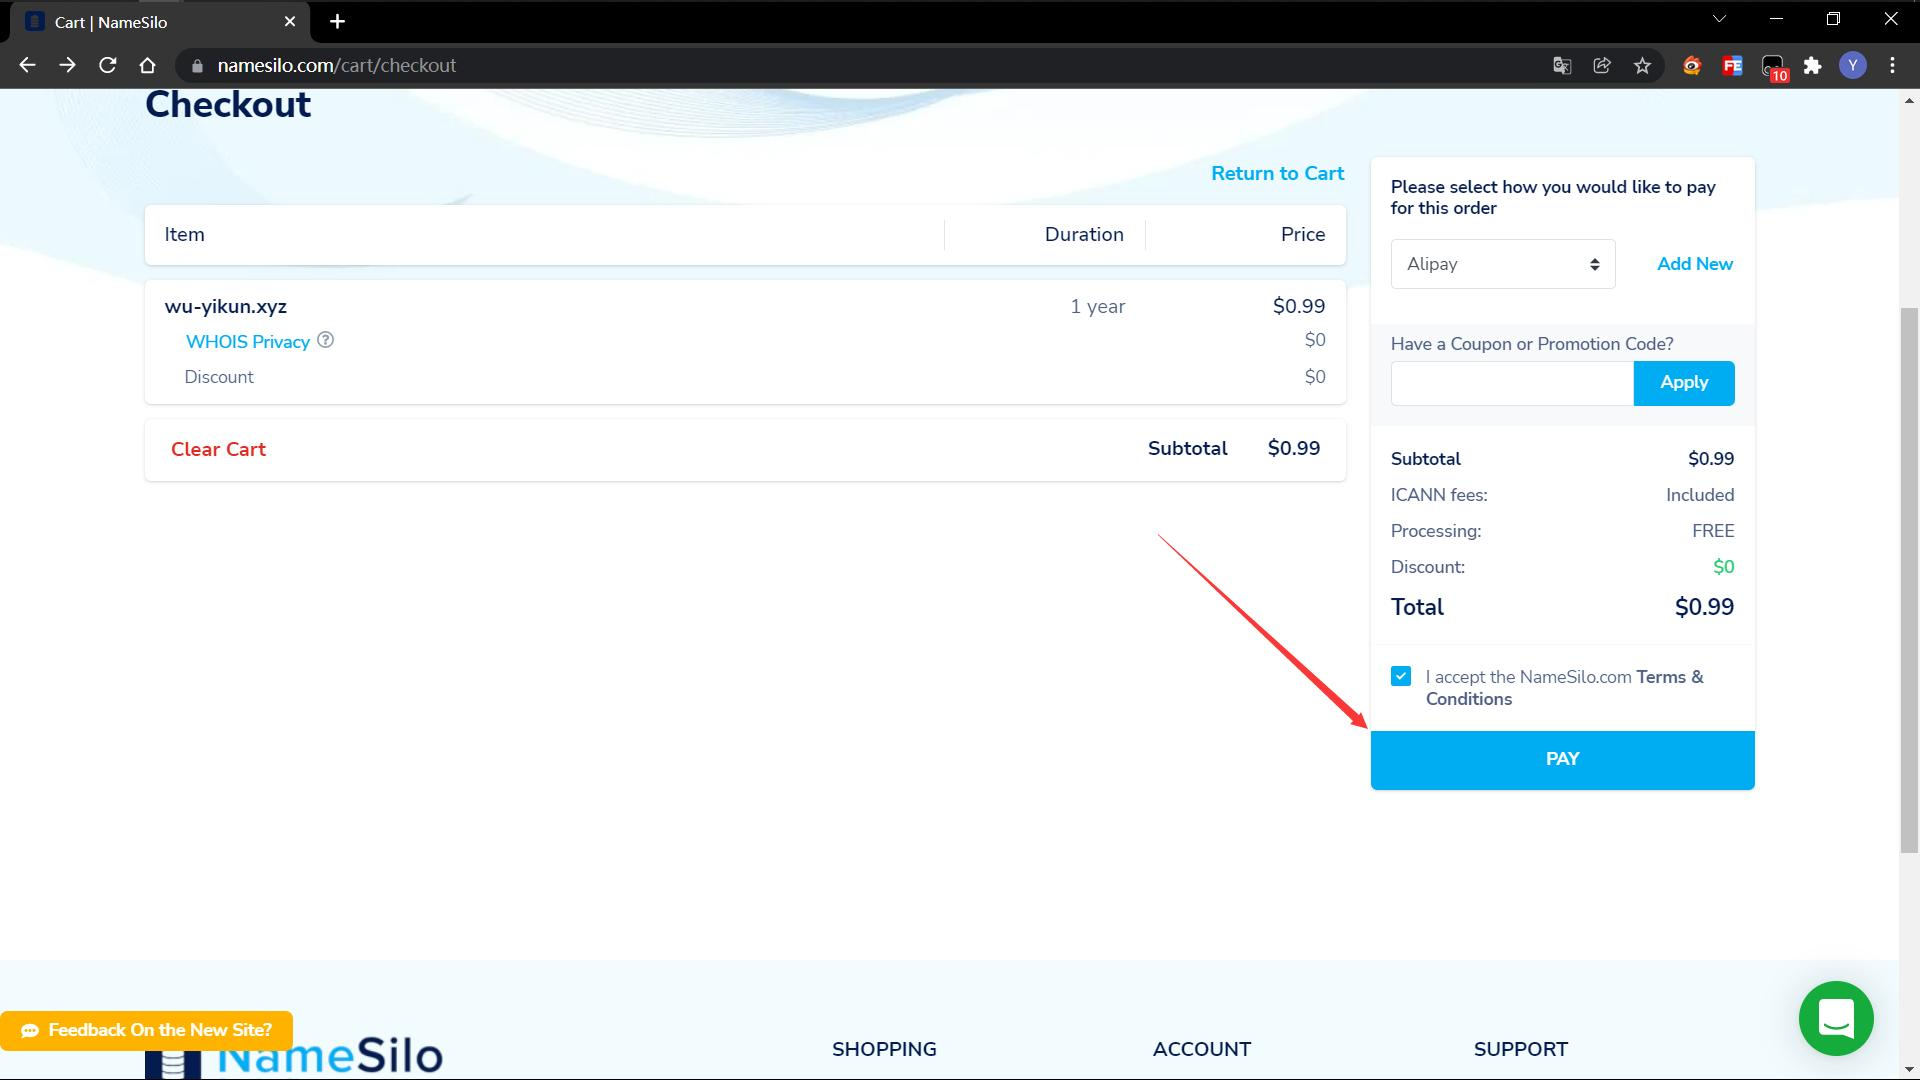 Cart | NameSilo
namesilo.com/cart/checkout
10
Y
Checkout
Return to Cart
Item Duration Price
wu-yikun.xyz 1 year $0.99
WHOIS Privacy ? $0
Discount $0
Clear Cart Subtotal $0.99
Please select how you would like to pay
for this order
Alipay Add New
Have a Coupon or Promotion Code?
Apply
Subtotal $0.99
ICANN fees: Included
Processing: FREE
Discount: $0
Total $0.99
I accept the NameSilo.com Terms &
Conditions
PAY
Feedback On the New Site?
NameSilo
SHOPPING ACCOUNT SUPPORT